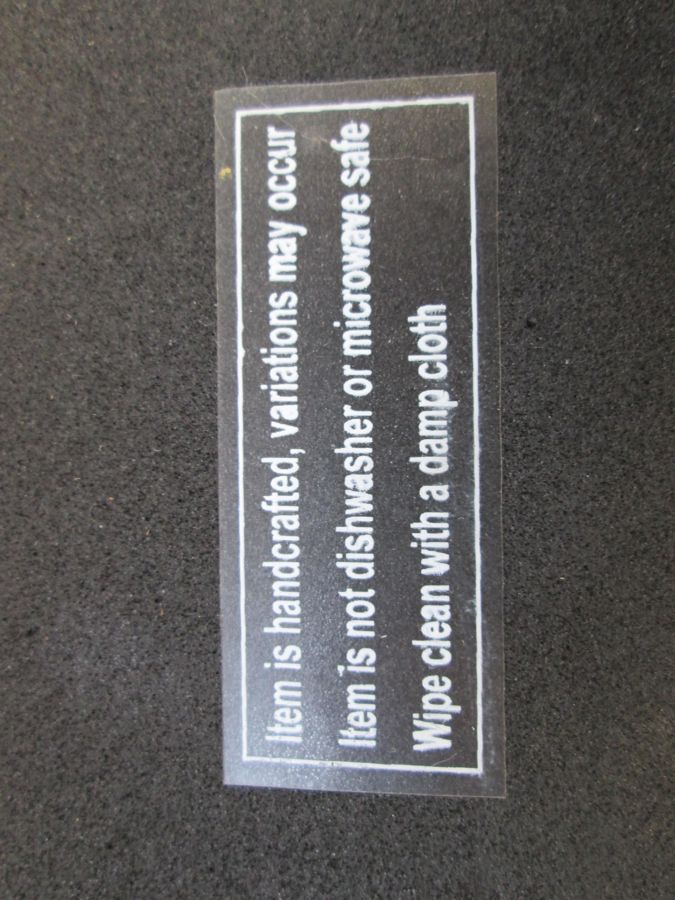 Item is handcrafted, variations may occur
Item is not dishwasher or microwave safe
Wipe clean with a damp cloth